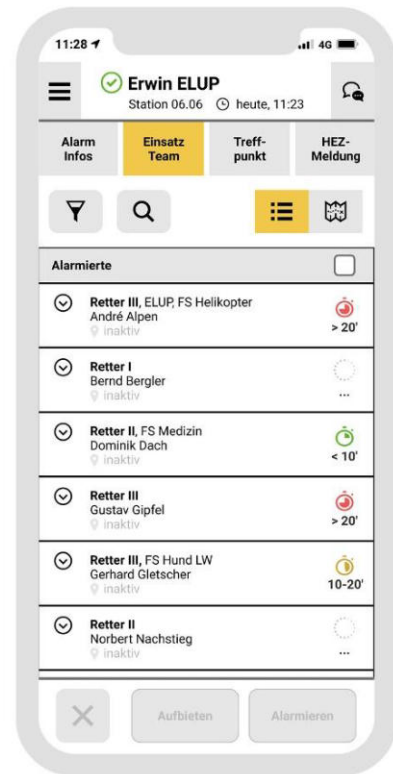 11:28
4G
Erwin ELUP
Station 06.06 heute, 11:23
Alarm
Infos
Einsatz
Team
Treff-
punkt
HEZ-
Meldung
Alarmierte
Retter III, ELUP, FS Helikopter
André Alpen
inaktiv
> 20'
Retter I
Bernd Bergler
inaktiv
...
Retter II, FS Medizin
Dominik Dach
inaktiv
< 10'
Retter III
Gustav Gipfel
inaktiv
> 20'
Retter III, FS Hund LW
Gerhard Gletscher
inaktiv
10-20'
Retter II
Norbert Nachstieg
inaktiv
...
Aufbieten
Alarmieren